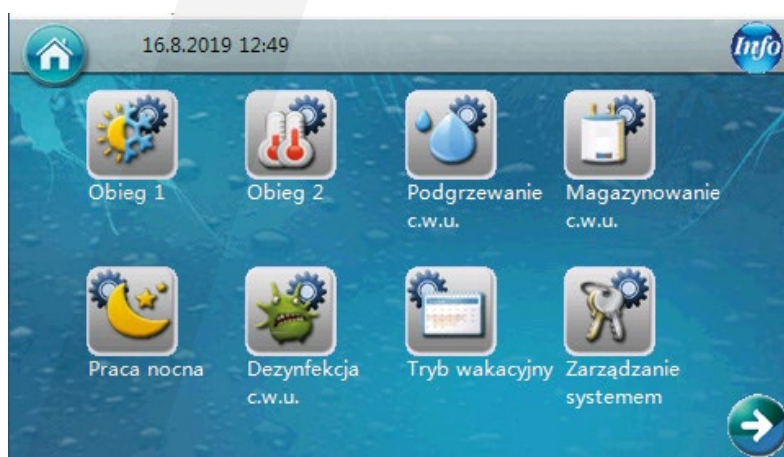 16.8.2019 12:49
Info
Obieg 1
Obieg 2
Podgrzewanie
c.w.u.
Magazynowanie
c.w.u.
Praca nocna
Dezynfekcja
c.w.u.
Tryb wakacyjny
Zarządzanie
systemem